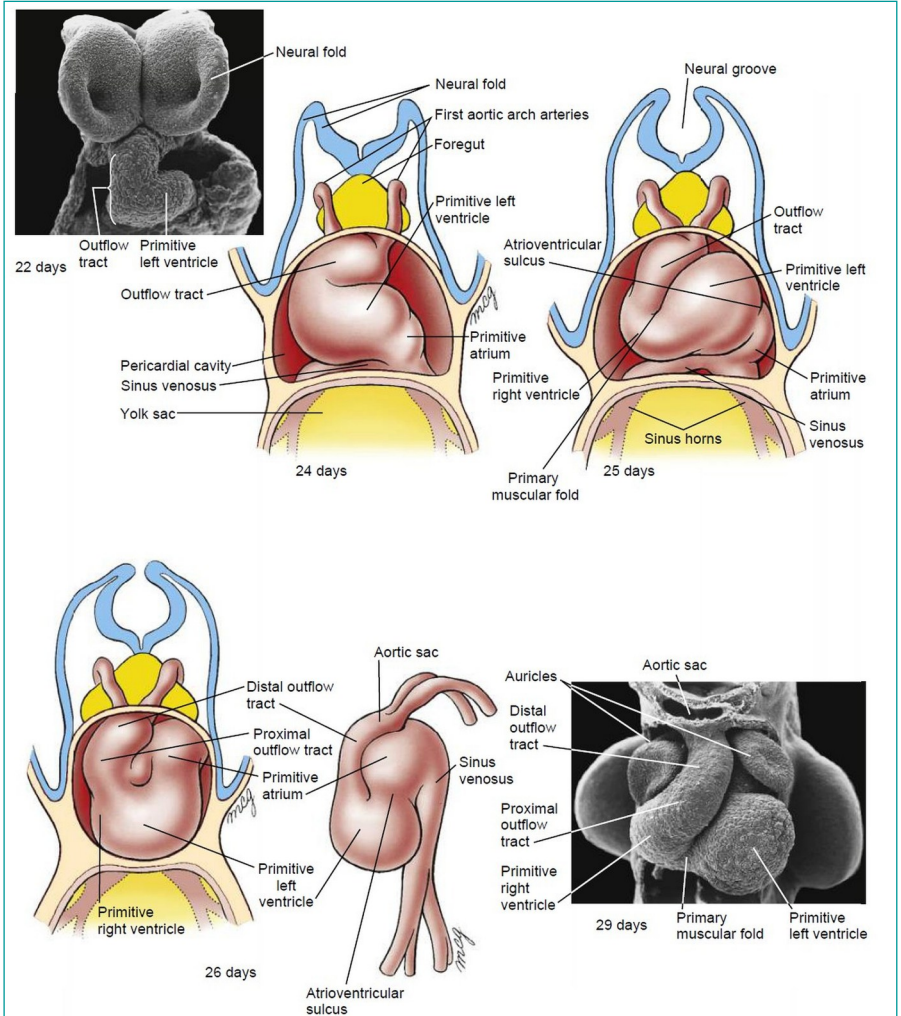 Neural fold
Outflow
tract
Primitive
left ventricle
22 days
Neural fold
First aortic arch arteries
Foregut
Primitive left
ventricle
Outflow tract
Pericardial cavity
Sinus venosus
Yolk sac
Primitive
atrium
mcg
24 days
Neural groove
Outflow
tract
Atrioventricular
sulcus
Primitive left
ventricle
Primitive
right ventricle
Primitive
atrium
Sinus horns
Sinus
venosus
Primary
muscular fold
25 days
Distal outflow
tract
Proximal
outflow tract
Primitive
atrium
mcg
Primitive
left
ventricle
Primitive
right ventricle
26 days
Aortic sac
Sinus
venosus
Atrioventricular
sulcus
mcg
Auricles
Aortic sac
Distal
outflow
tract
Proximal
outflow
tract
Primitive
right
ventricle
29 days
Primary
muscular fold
Primitive
left ventricle